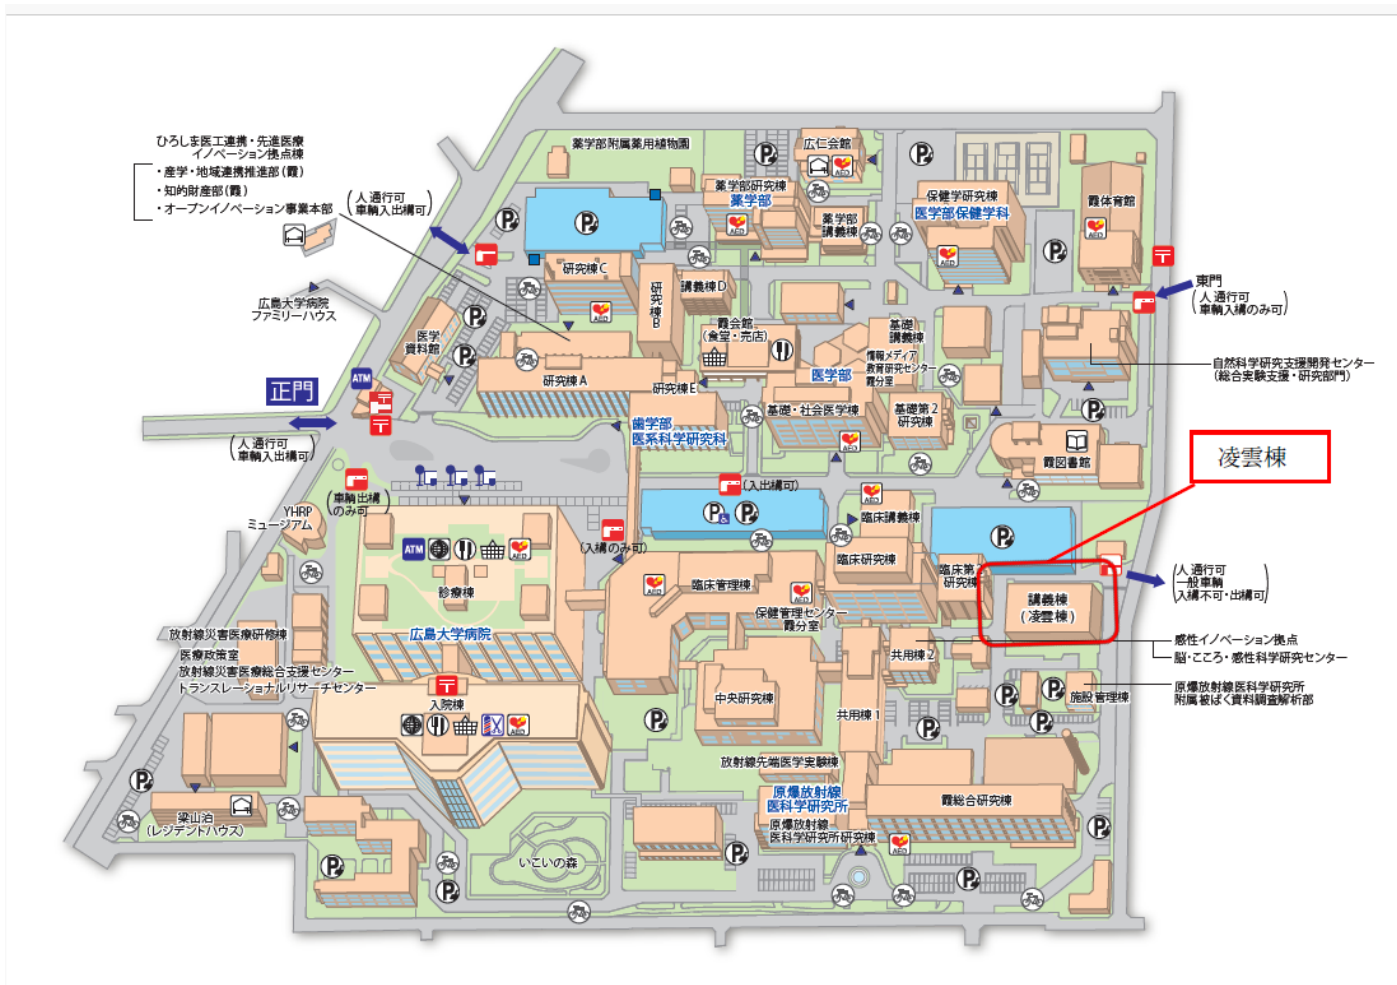 ひろしま医工連携・先進医療
イノベーション拠点棟
・産学・地域連携推進部(霞)
・知的財産部(霞)
・オープンイノベーション事業本部
(人 通行可
車輌入出構可)
薬学部附属薬用植物園
広仁会館
AED
薬学部研究棟
薬学部
AED
薬学部
講義棟
保健学研究棟
医学部保健学科
AED
霞体育館
AED
東門
(人 通行可
車輌入構のみ可)
広島大学病院
ファミリーハウス
医学
資料館
研究棟C
AED
研究棟B
講義棟D
霞会館
(食堂・売店)
基礎
講義棟
情報メディア
教育研究センター
霞分室
自然科学研究支援開発センター
(総合実験支援・研究部門)
正門
ATM
(人 通行可
車輌入出構可)
研究棟A
研究棟E
医学部
基礎・社会医学棟
AED
基礎第2
研究棟
歯学部
医系科学研究科
霞図書館
凌雲棟
(車輌出構
のみ可)
YHRP
ミュージアム
(入出構可)
(入構のみ可)
AED
臨床講義棟
臨床研究棟
臨床第2
研究棟
講義棟
(凌雲棟)
(人 通行可
一般車輌
入構不可・出構可)
ATM
AED
診療棟
広島大学病院
臨床管理棟
AED
AED
保健管理センター
霞分室
共用棟2
感性イノベーション拠点
脳・こころ・感性科学研究センター
放射線災害医療研修棟
医療政策室
放射線災害医療総合支援センター
トランスレーショナルリサーチセンター
入院棟
AED
中央研究棟
共用棟1
施設管理棟
原爆放射線医科学研究所
附属被ばく資料調査解析部
放射線先端医学実験棟
原爆放射線
医科学研究所
原爆放射線
医科学研究所研究棟
霞総合研究棟
AED
梁山泊
(レジデントハウス)
いこいの森